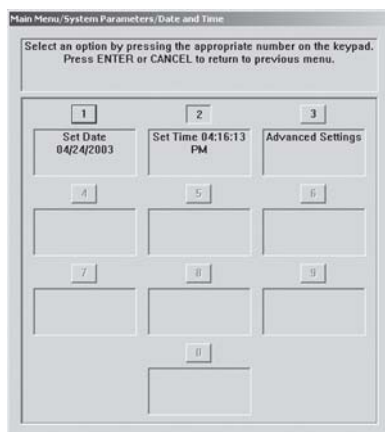 Main Menu/System Parameters/Date and Time
Select an option by pressing the appropriate number on the keypad.
Press ENTER or CANCEL to return to previous menu.
1 2 3
Set Date
04/24/2003
Set Time 04:16:13
PM
Advanced Settings
4 5 6
7 8 9
0